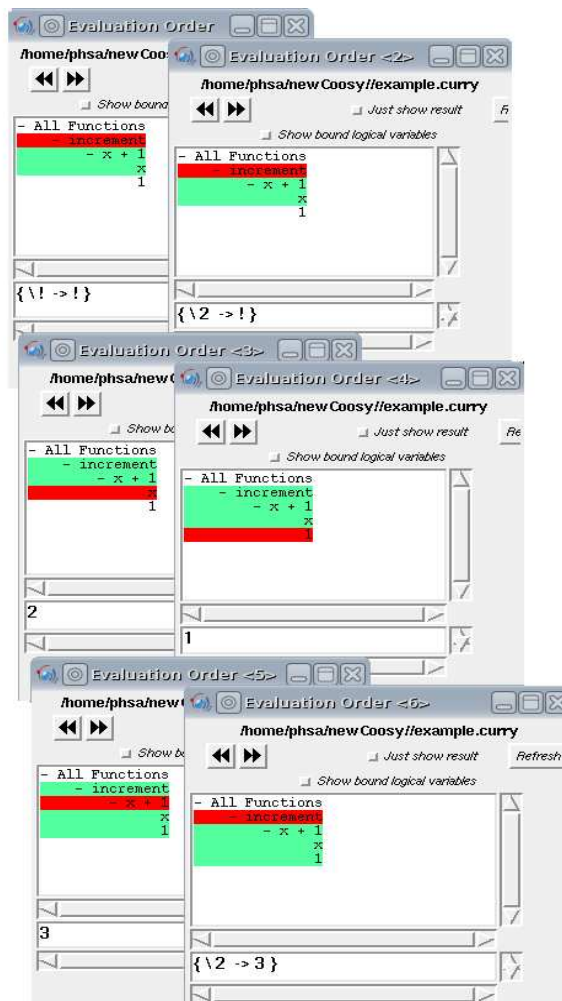 Evaluation Order
/home/phsa/newCoo
Show bound
- All Functions
- increment
- x + 1
x
1
{ \! -> ! }
Evaluation Order <2>
/home/phsa/newCoosy//example.curry
Just show result
Show bound logical variables
- All Functions
- increment
- x + 1
x
1
{ \2 -> ! }
Evaluation Order <3>
/home/phsa/new
Show
- All Functions
- increment
- x + 1
x
1
2
Evaluation Order <4>
/home/phsa/newCoosy//example.curry
Just show result Re
Show bound logical variables
- All Functions
- increment
- x + 1
x
1
1
Evaluation Order <5>
/home/phsa/new
Show
- All Functions
- increment
- x + 1
x
1
3
Evaluation Order <6>
/home/phsa/newCoosy//example.curry
Just show result Refresh
Show bound logical variables
- All Functions
- increment
- x + 1
x
1
{ \2 -> 3 }